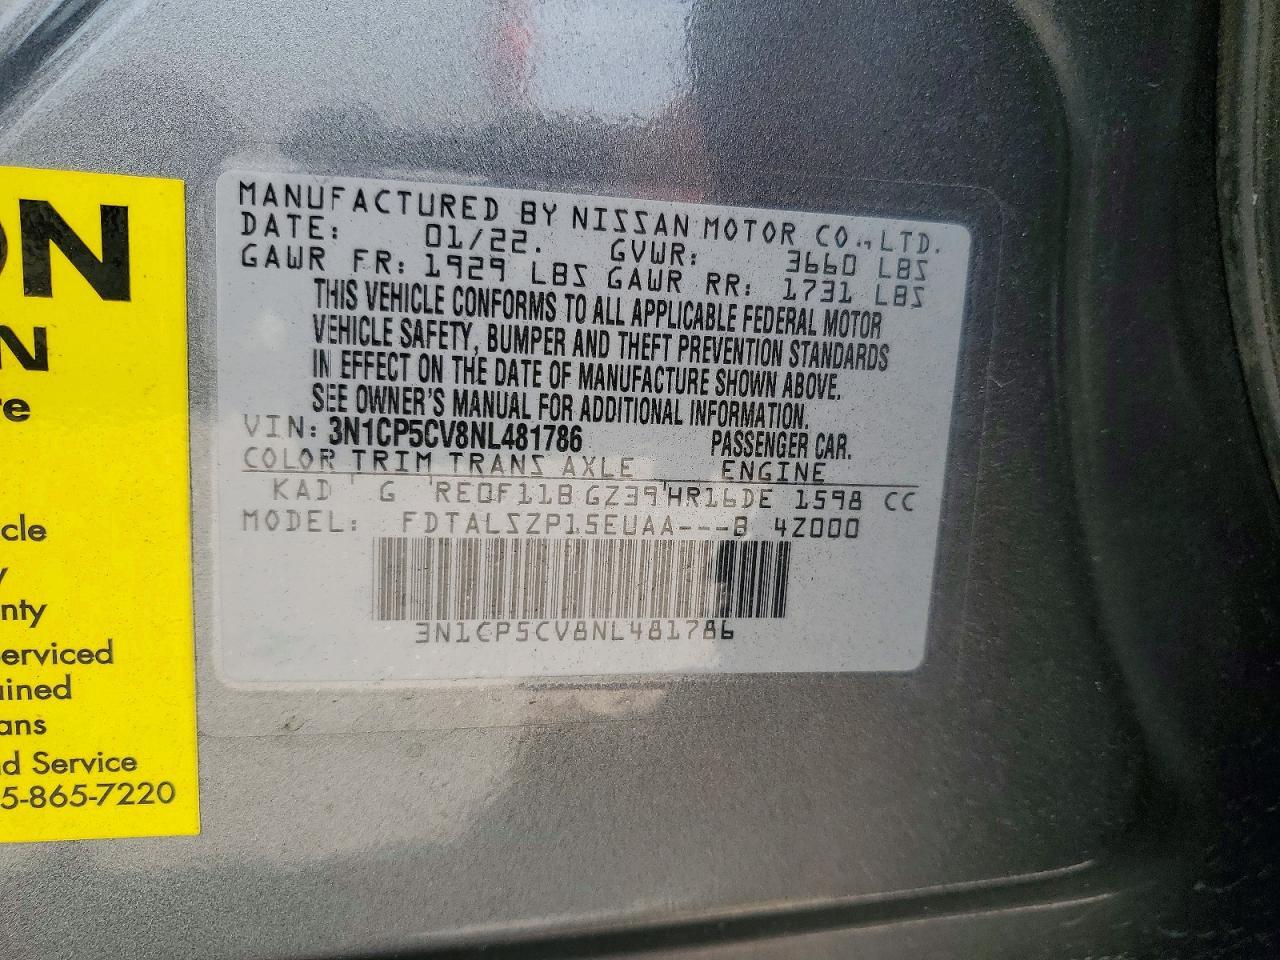 ON
N
re
cle
y
nty
erviced
ained
ans
d Service
5-865-7220
MANUFACTURED BY NISSAN MOTOR CO., LTD.
DATE: 01/22. GVWR: 3660 LBS
GAWR FR: 1929 LBS GAWR RR: 1731 LBS
THIS VEHICLE CONFORMS TO ALL APPLICABLE FEDERAL MOTOR
VEHICLE SAFETY, BUMPER AND THEFT PREVENTION STANDARDS
IN EFFECT ON THE DATE OF MANUFACTURE SHOWN ABOVE.
SEE OWNER'S MANUAL FOR ADDITIONAL INFORMATION.
VIN: 3N1CP5CV8NL481786 PASSENGER CAR.
COLOR TRIM TRANS AXLE ENGINE
KAD G RE0F11B GZ39 HR16DE 1598 CC
MODEL: FDTALSZP15EUAA---B 4Z000
3N1CP5CV8NL481786